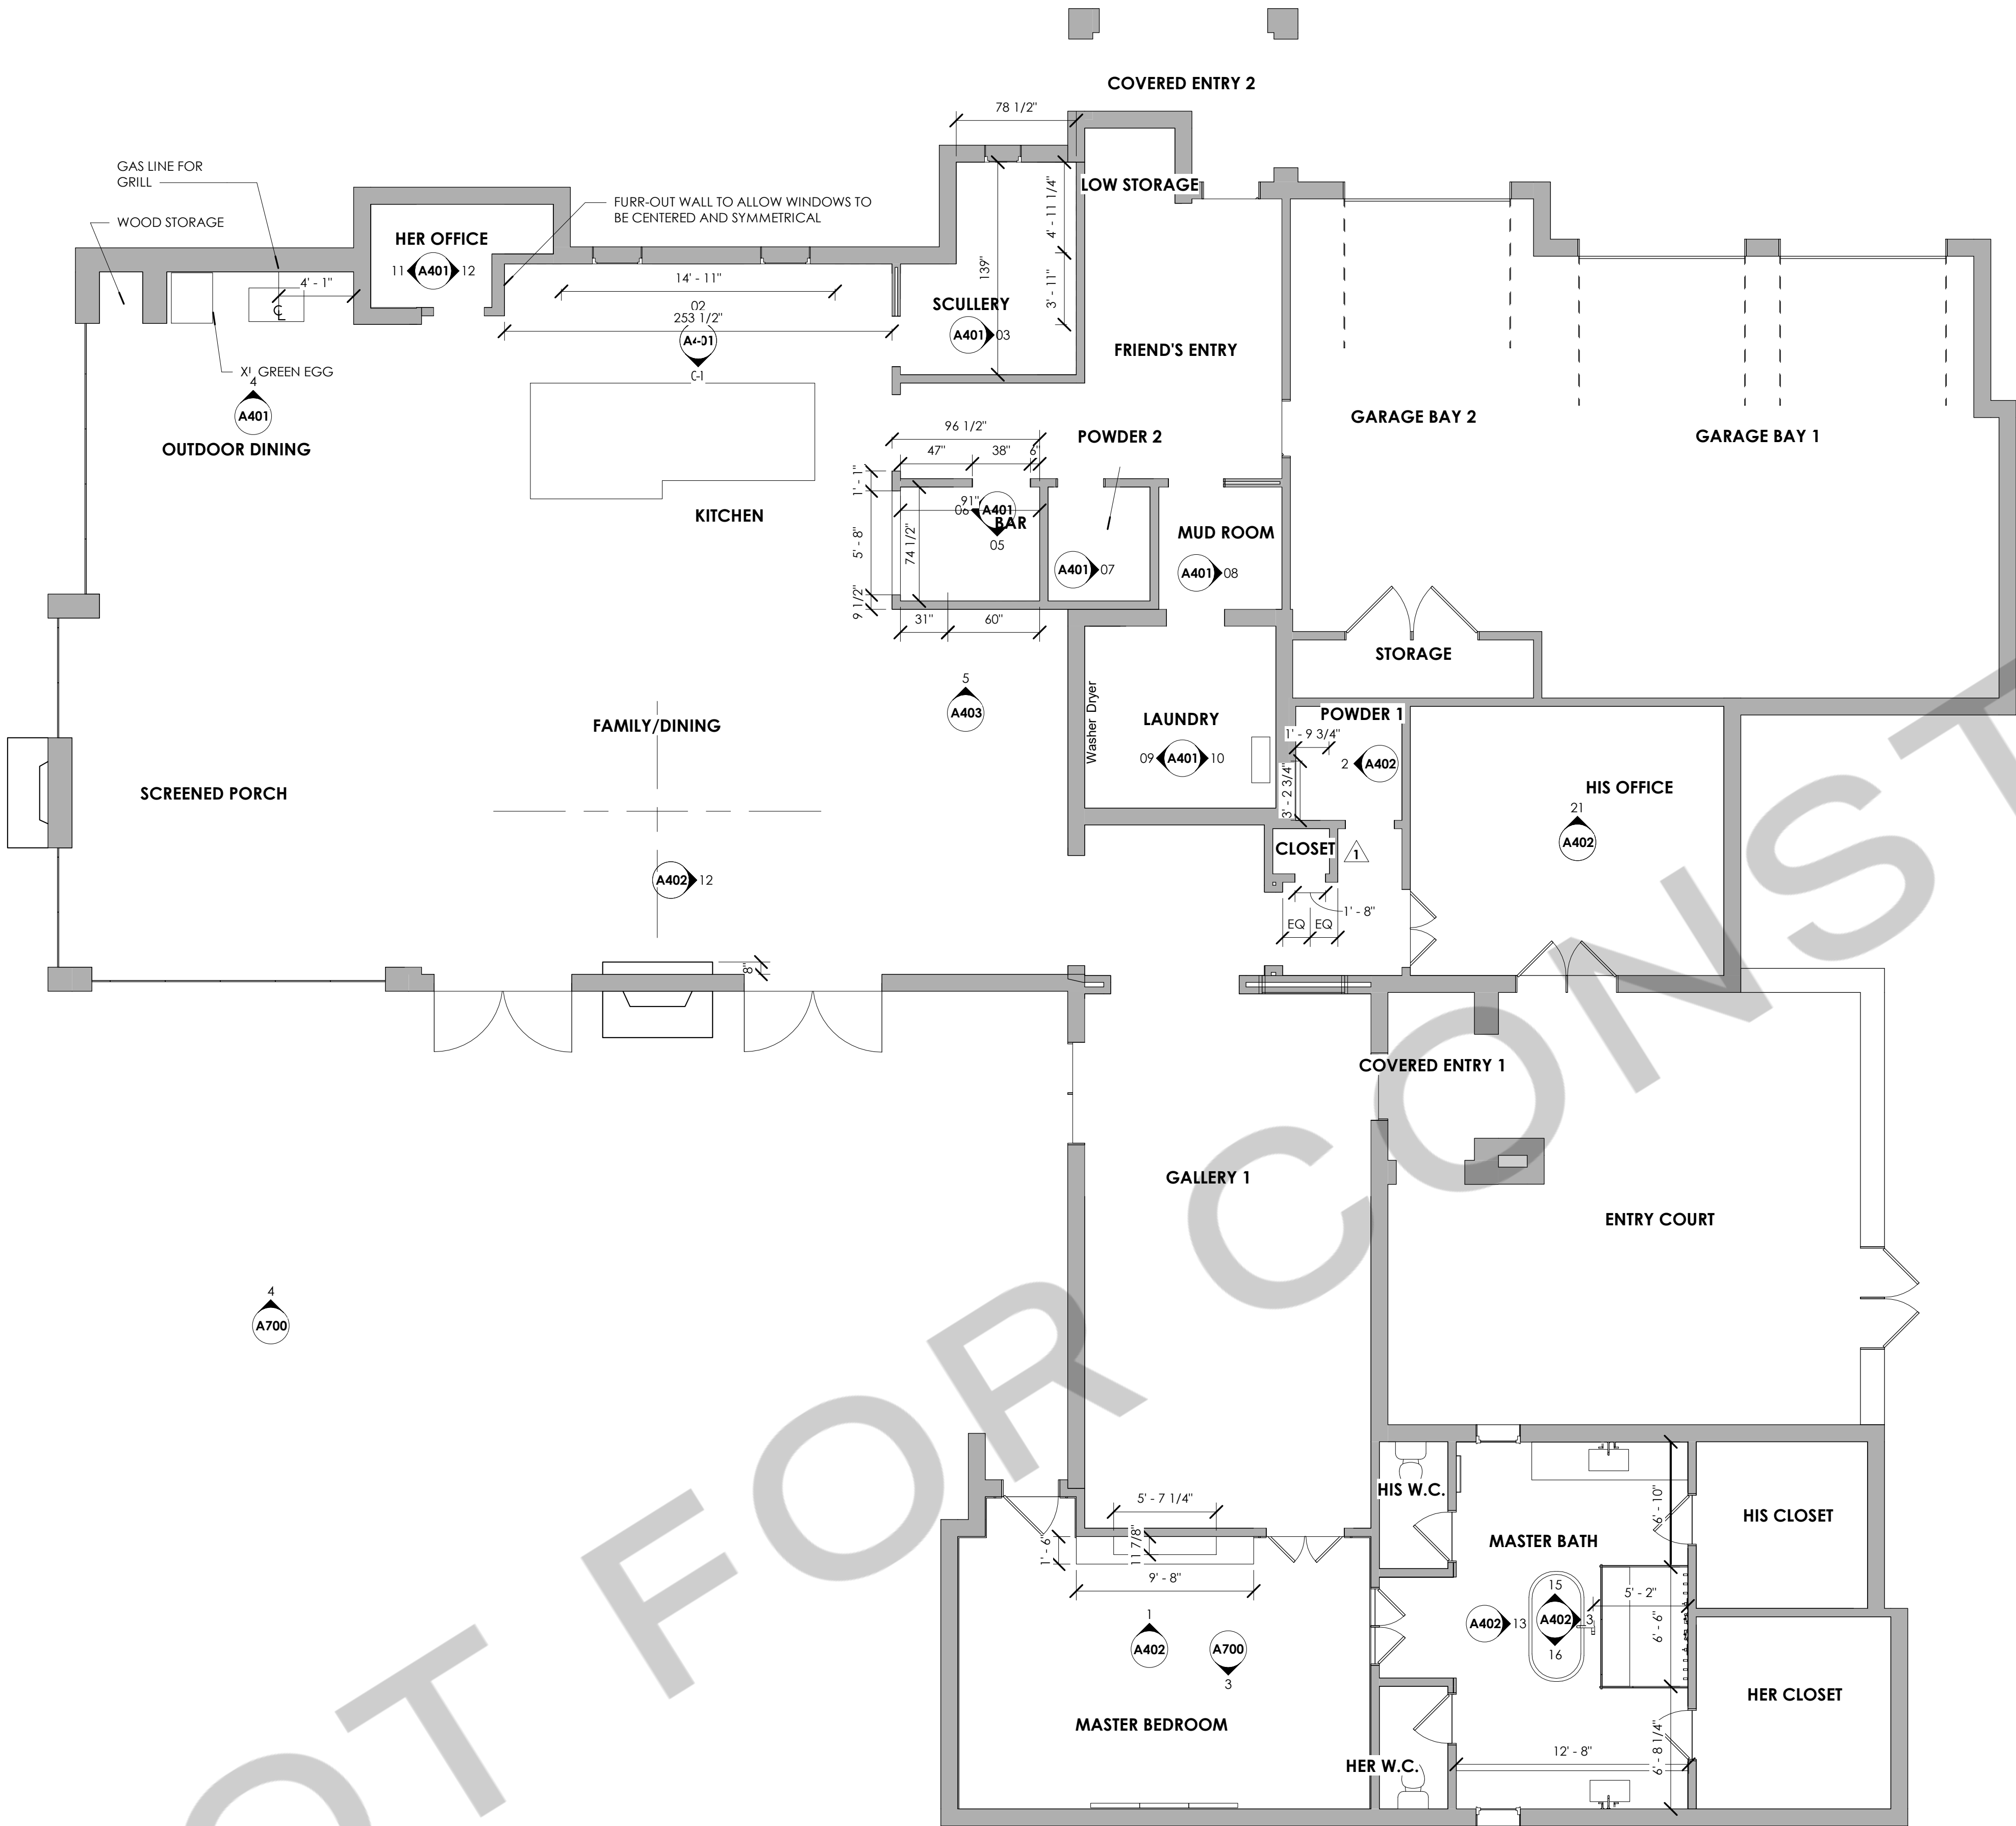 COVERED ENTRY 2
78 1/2"
GAS LINE FOR
GRILL
WOOD STORAGE
FURR-OUT WALL TO ALLOW WINDOWS TO
BE CENTERED AND SYMMETRICAL
LOW STORAGE
4' - 11 1/4"
HER OFFICE
11 A401 12
4' - 1"
14' - 11"
02
253 1/2"
139"
3' - 11"
SCULLERY
A401 03
FRIEND'S ENTRY
GREEN EGG
4
A401
OUTDOOR DINING
GARAGE BAY 2
GARAGE BAY 1
96 1/2"
47" 38" 6"
POWDER 2
1' - 1"
5' - 8"
9 1/2"
74 1/2"
91"
A401
BAR
05
KITCHEN
MUD ROOM
A401 07
A401 08
31" 60"
STORAGE
5
A403
FAMILY/DINING
Washer Dryer
LAUNDRY
09 A401 10
POWDER 1
1' - 9 3/4"
2 A402
3' - 2 3/4"
HIS OFFICE
21
A402
SCREENED PORCH
CLOSET
1
A402 12
1' - 8"
EQ EQ
8"
COVERED ENTRY 1
GALLERY 1
ENTRY COURT
4
A700
HIS W.C.
5' - 7 1/4"
1' - 6"
11 7/8"
9' - 8"
6' - 10"
HIS CLOSET
MASTER BATH
5' - 2"
15
A402 13
A402 3
16
6' - 6"
1
A402
A700
3
HER CLOSET
MASTER BEDROOM
HER W.C.
12' - 8"
6' - 8 1/4"
OT FOR CONST